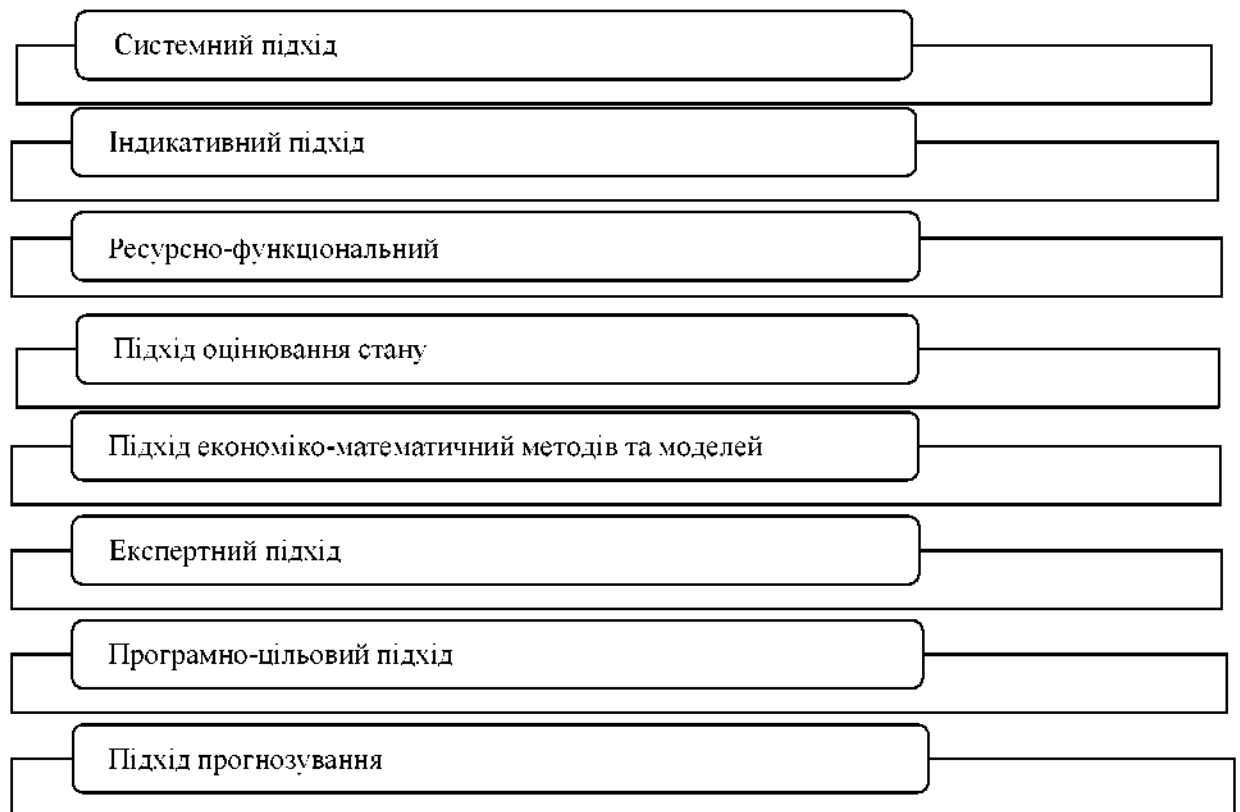 Системний підхід
Індикативний підхід
Ресурсно-функціональний
Підхід оцінювання стану
Підхід економіко-математичний методів та моделей
Експертний підхід
Програмно-цільовий підхід
Підхід прогнозування